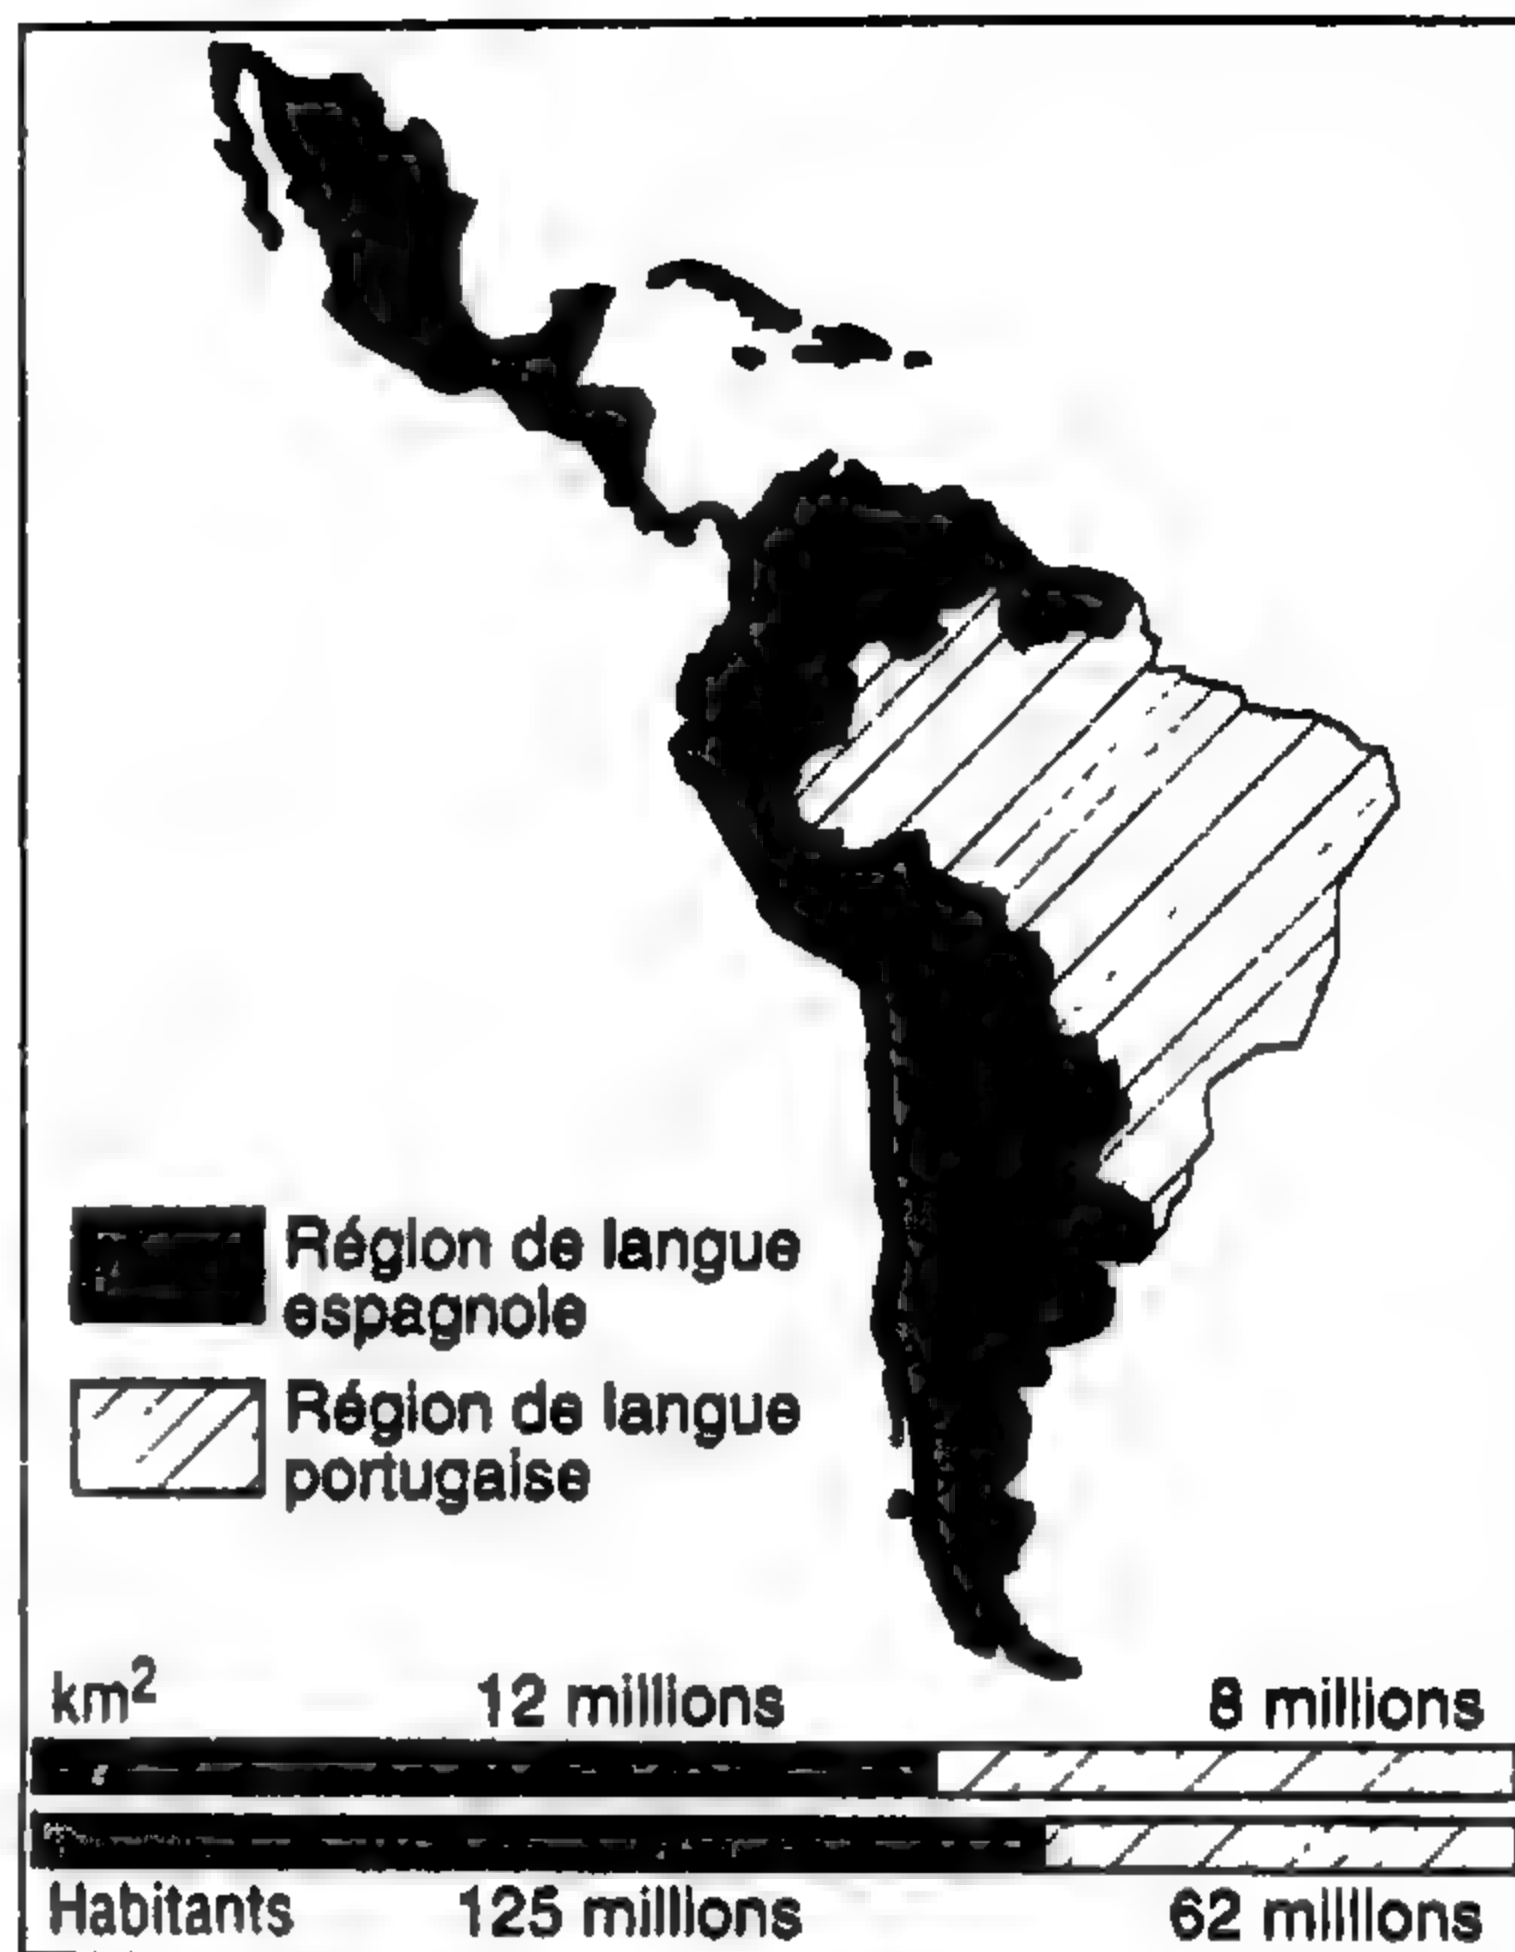 Région de langue
espagnole
Région de langue
portugaise
km² 12 millions 8 millions
Habitants 125 millions 62 millions